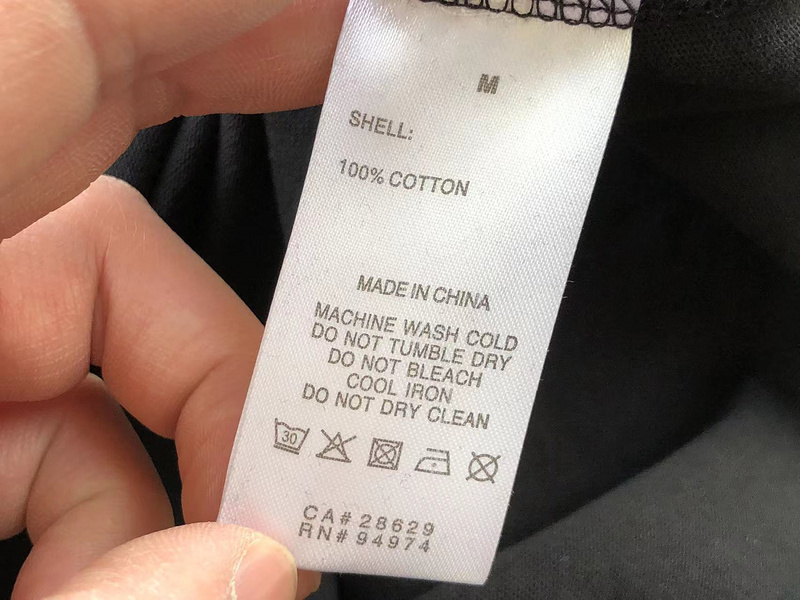 M
SHELL:
100% COTTON
MADE IN CHINA
MACHINE WASH COLD
DO NOT TUMBLE DRY
DO NOT BLEACH
COOL IRON
DO NOT DRY CLEAN
30
CA# 28629
RN# 94974